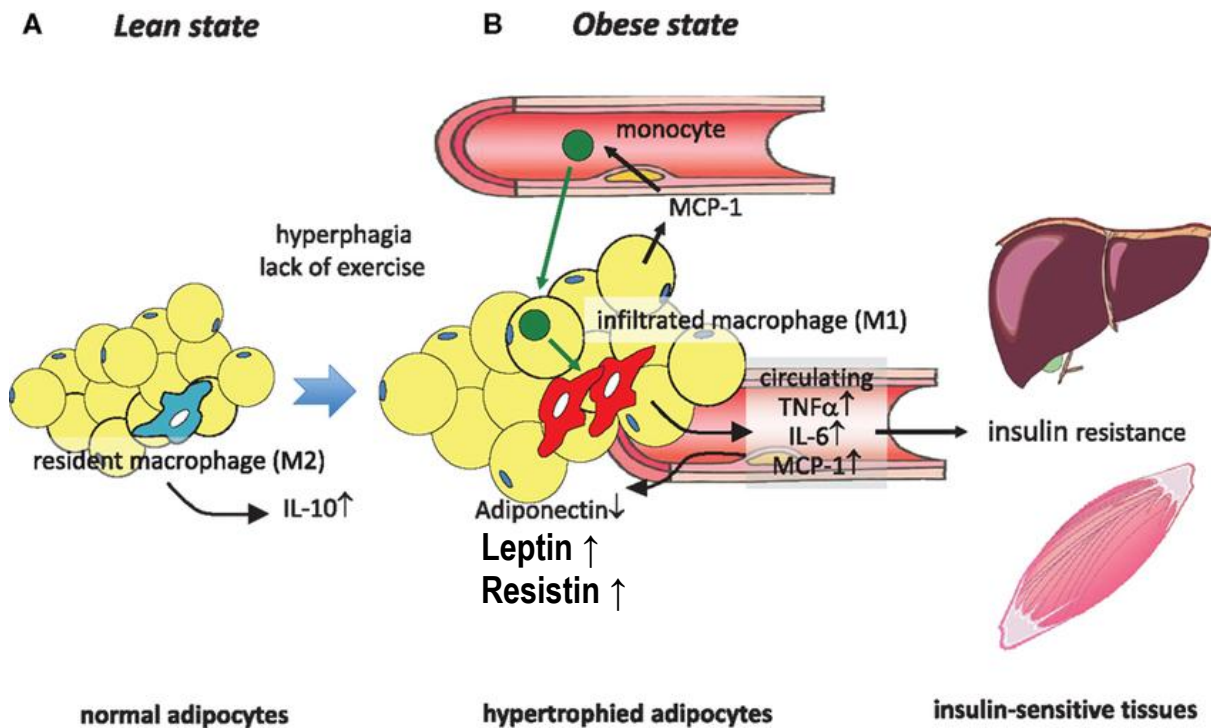 A Lean state
B Obese state
monocyte
MCP-1
hyperphagia
lack of exercise
infiltrated macrophage (M1)
circulating
TNFα↑
IL-6↑
MCP-1↑
insulin resistance
resident macrophage (M2)
IL-10↑
Adiponectin↓
Leptin ↑
Resistin ↑
normal adipocytes
hypertrophied adipocytes
insulin-sensitive tissues